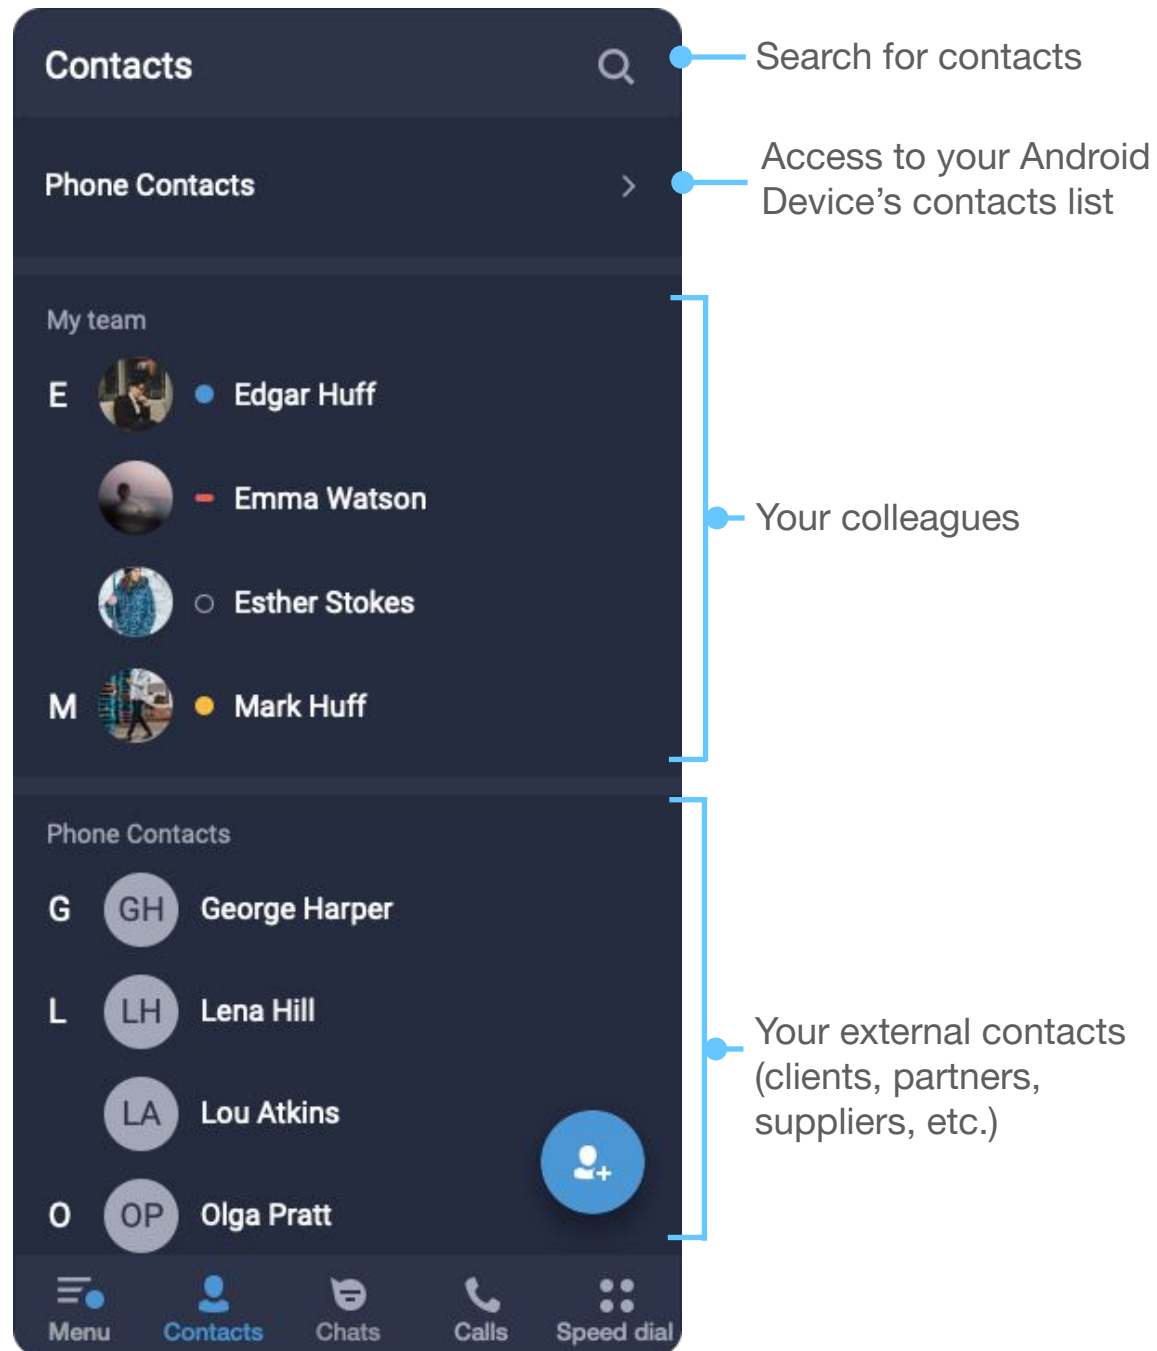 Contacts
Search for contacts
Phone Contacts
Access to your Android
Device's contacts list
My team
E
Edgar Huff
Emma Watson
Your colleagues
Esther Stokes
M
Mark Huff
Phone Contacts
G
GH
George Harper
L
LH
Lena Hill
Your external contacts
(clients, partners,
suppliers, etc.)
LA
Lou Atkins
O
OP
Olga Pratt
Menu
Contacts
Chats
Calls
Speed dial